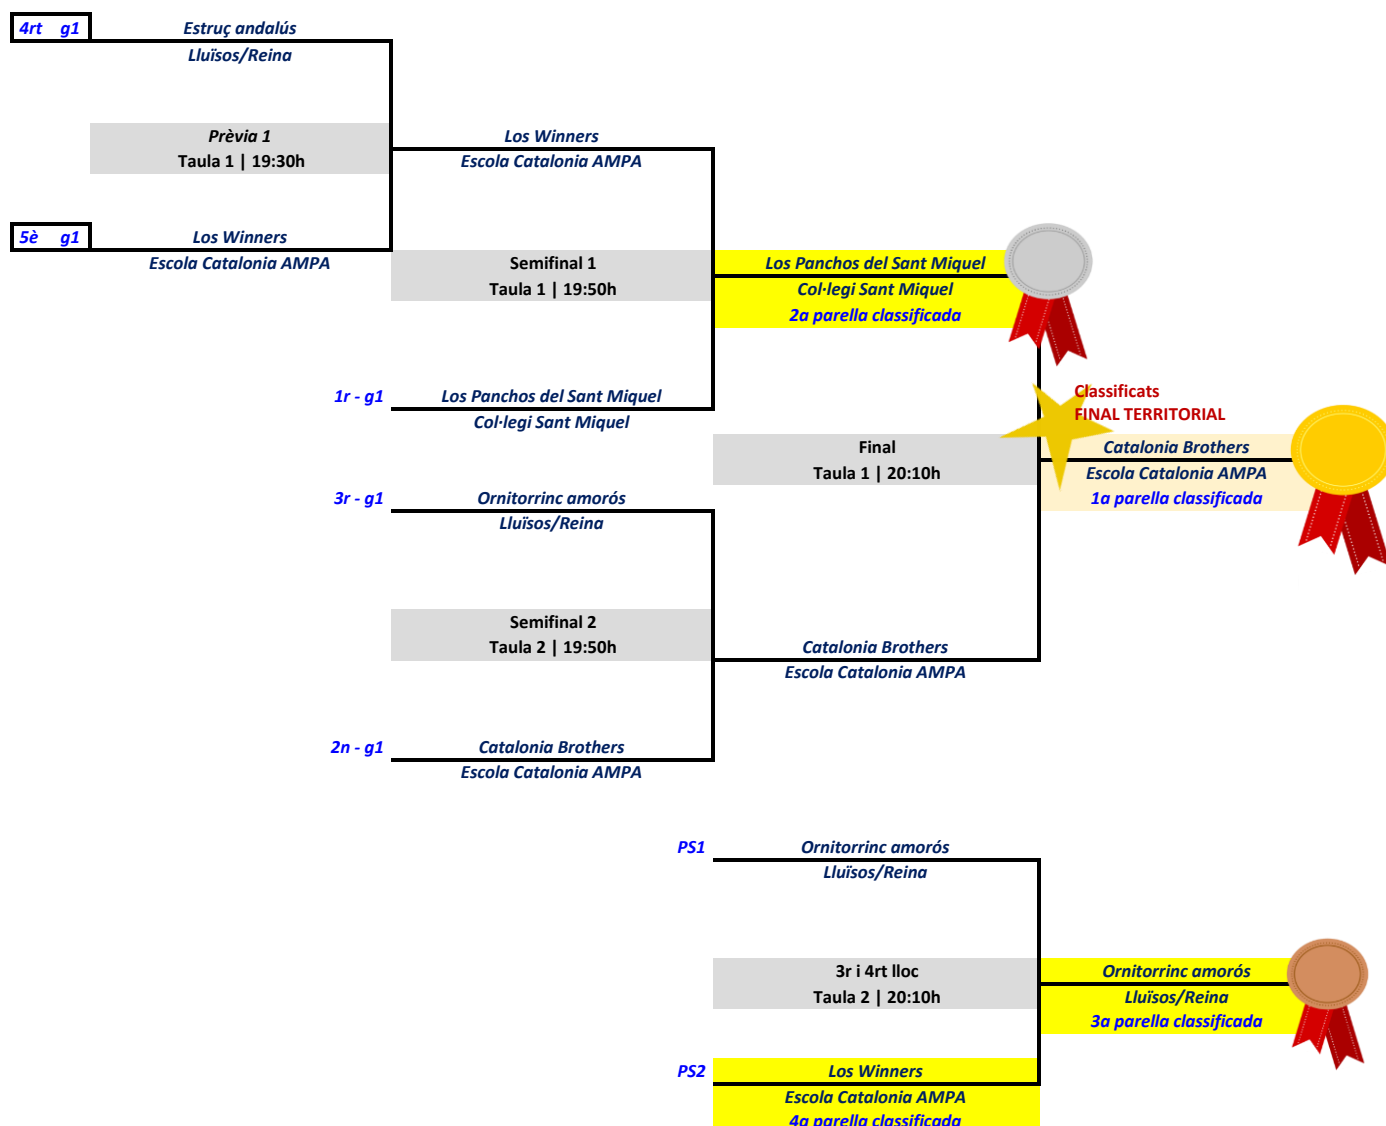 4rt g1 Estruç andalús
Lluïsos/Reina
Prèvia 1
Taula 1 | 19:30h
Los Winners
Escola Catalonia AMPA
5è g1 Los Winners
Escola Catalonia AMPA
Semifinal 1
Taula 1 | 19:50h
Los Panchos del Sant Miquel
Col·legi Sant Miquel
2a parella classificada
1r - g1 Los Panchos del Sant Miquel
Col·legi Sant Miquel
Classificats
FINAL TERRITORIAL
Final
Taula 1 | 20:10h
Catalonia Brothers
Escola Catalonia AMPA
1a parella classificada
3r - g1 Ornitorrinc amorós
Lluïsos/Reina
Semifinal 2
Taula 2 | 19:50h
Catalonia Brothers
Escola Catalonia AMPA
2n - g1 Catalonia Brothers
Escola Catalonia AMPA
PS1 Ornitorrinc amorós
Lluïsos/Reina
3r i 4rt lloc
Taula 2 | 20:10h
Ornitorrinc amorós
Lluïsos/Reina
3a parella classificada
PS2 Los Winners
Escola Catalonia AMPA
4a parella classificada